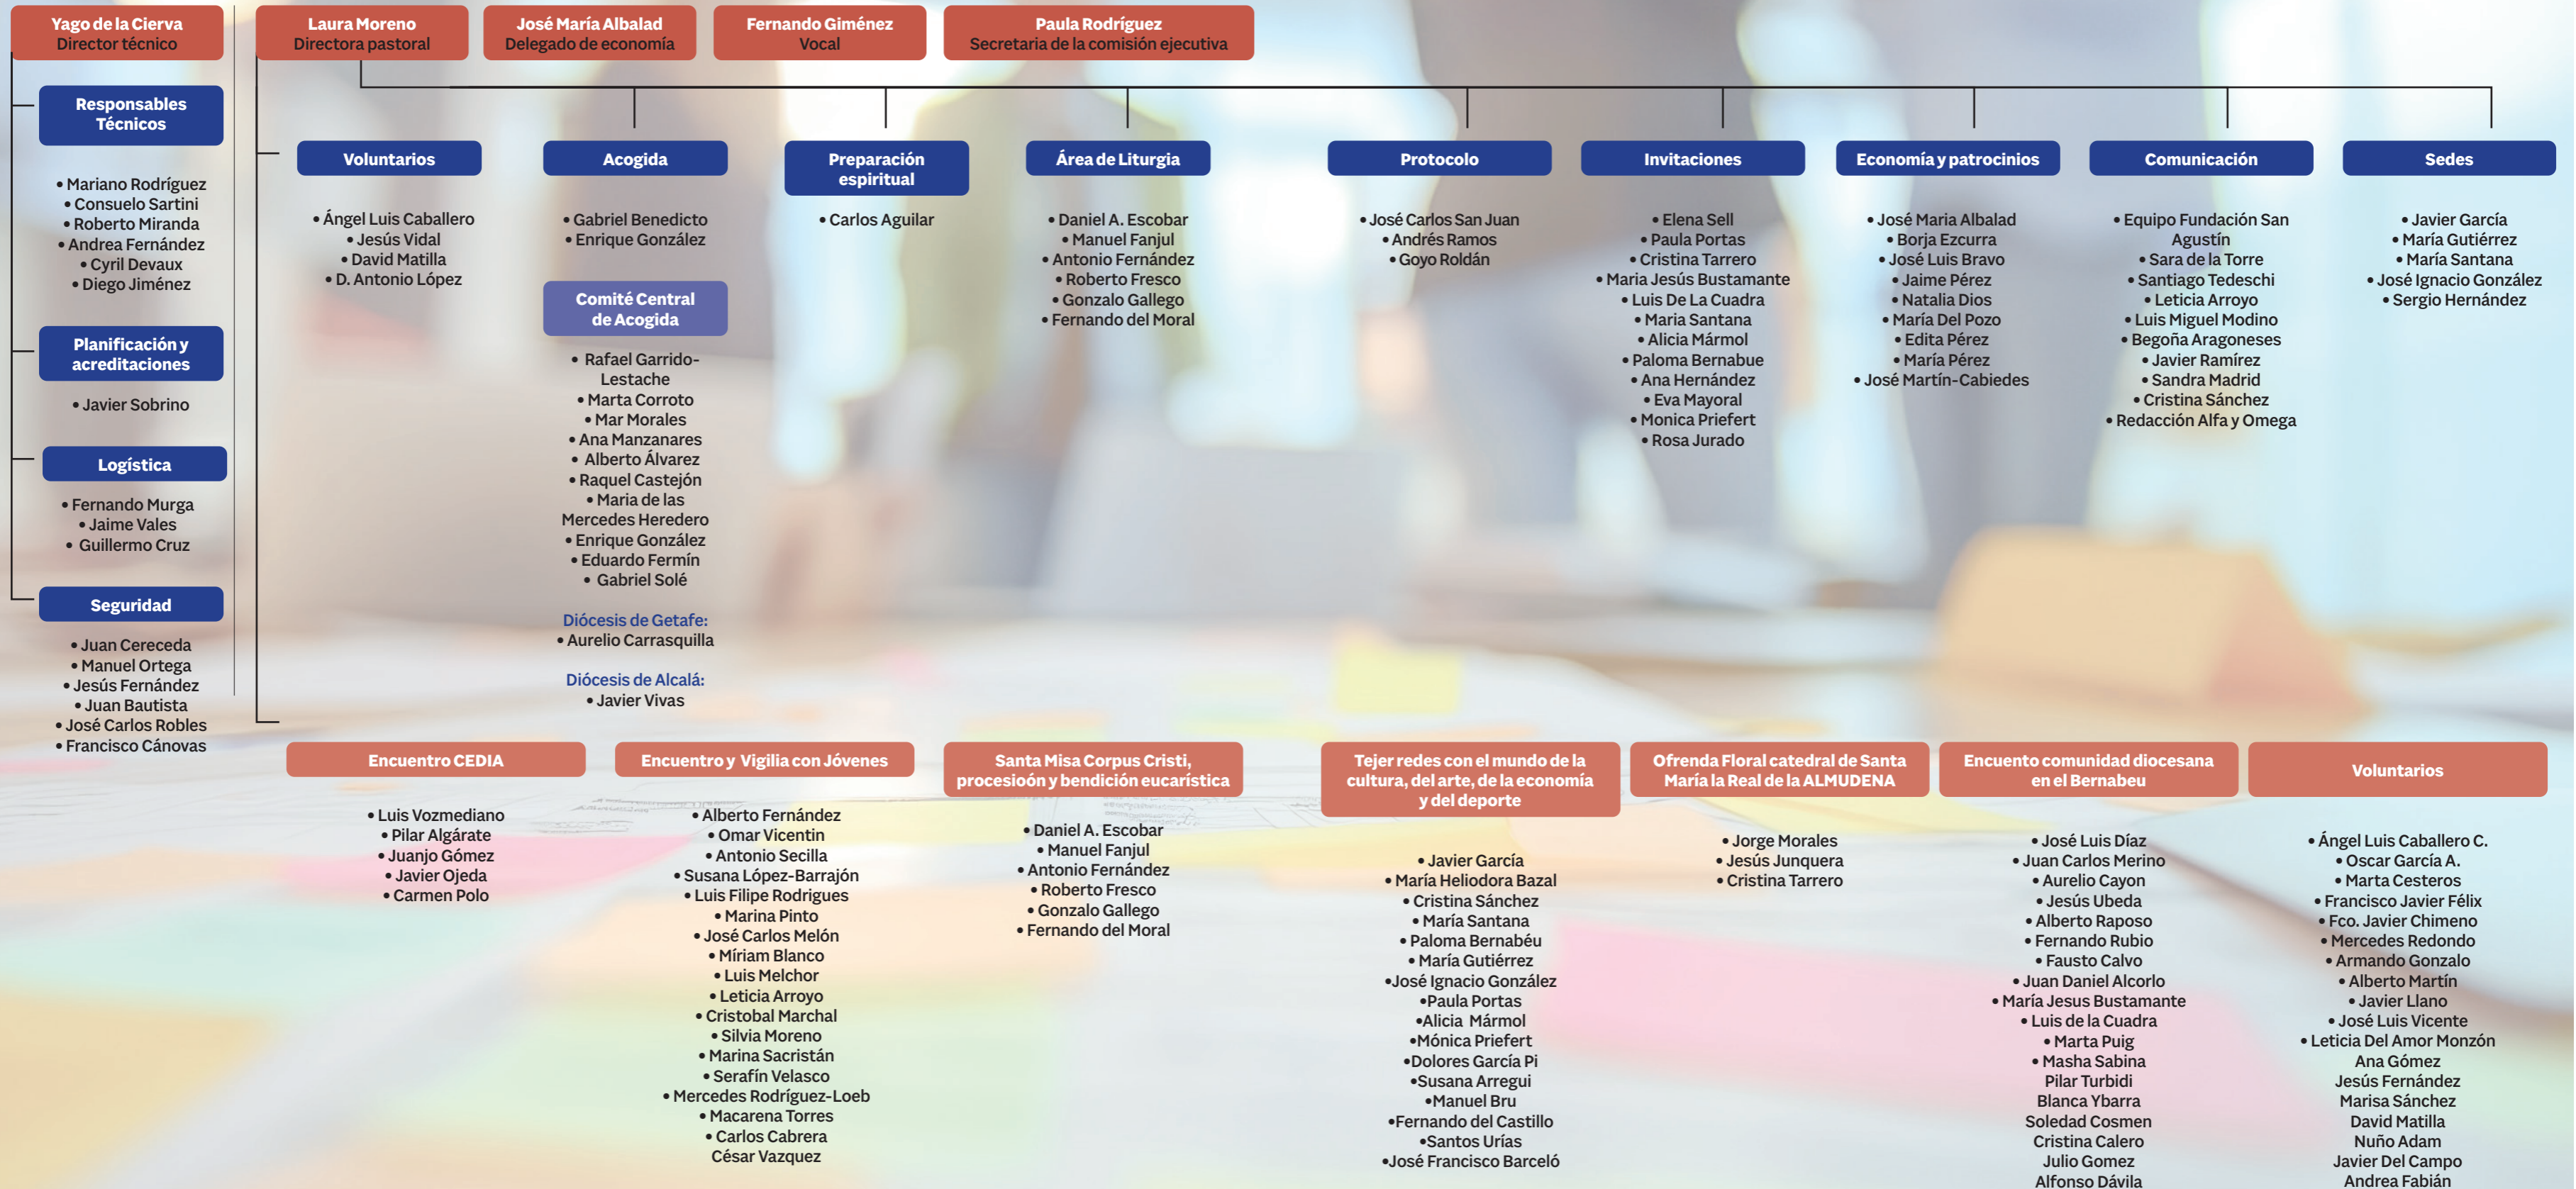 Yago de la Cierva
Director técnico
Laura Moreno
Directora pastoral
José María Albalad
Delegado de economía
Fernando Giménez
Vocal
Paula Rodríguez
Secretaria de la comisión ejecutiva
Responsables
Técnicos
• Mariano Rodríguez
• Consuelo Sartini
• Roberto Miranda
• Andrea Fernández
• Cyril Devaux
• Diego Jiménez
Planificación y
acreditaciones
• Javier Sobrino
Logística
• Fernando Murga
• Jaime Vales
• Guillermo Cruz
Seguridad
• Juan Cereceda
• Manuel Ortega
• Jesús Fernández
• Juan Bautista
• José Carlos Robles
• Francisco Cánovas
Voluntarios
• Ángel Luis Caballero
• Jesús Vidal
• David Matilla
• D. Antonio López
Acogida
• Gabriel Benedicto
• Enrique González
Comité Central
de Acogida
• Rafael Garrido-
Lestache
• Marta Corroto
• Mar Morales
• Ana Manzanares
• Alberto Álvarez
• Raquel Castejón
• Maria de las
Mercedes Heredero
• Enrique González
• Eduardo Fermín
• Gabriel Solé
Diócesis de Getafe:
• Aurelio Carrasquilla
Diócesis de Alcalá:
• Javier Vivas
Preparación
espiritual
• Carlos Aguilar
Área de Liturgia
• Daniel A. Escobar
• Manuel Fanjul
• Antonio Fernández
• Roberto Fresco
• Gonzalo Gallego
• Fernando del Moral
Protocolo
• José Carlos San Juan
• Andrés Ramos
• Goyo Roldán
Invitaciones
• Elena Sell
• Paula Portas
• Cristina Tarrero
• Maria Jesús Bustamante
• Luis De La Cuadra
• Maria Santana
• Alicia Mármol
• Paloma Bernabue
• Ana Hernández
• Eva Mayoral
• Monica Priefert
• Rosa Jurado
Economía y patrocinios
• José Maria Albalad
• Borja Ezcurra
• José Luis Bravo
• Jaime Pérez
• Natalia Dios
• María Del Pozo
• Edita Pérez
• María Pérez
• José Martín-Cabiedes
Comunicación
• Equipo Fundación San
Agustín
• Sara de la Torre
• Santiago Tedeschi
• Leticia Arroyo
• Luis Miguel Modino
• Begoña Aragoneses
• Javier Ramírez
• Sandra Madrid
• Cristina Sánchez
• Redacción Alfa y Omega
Sedes
• Javier García
• María Gutiérrez
• María Santana
• José Ignacio González
• Sergio Hernández
Encuentro CEDIA
• Luis Vozmediano
• Pilar Algárate
• Juanjo Gómez
• Javier Ojeda
• Carmen Polo
Encuentro y Vigilia con Jóvenes
• Alberto Fernández
• Omar Vicentin
• Antonio Secilla
• Susana López-Barrajón
• Luis Filipe Rodrigues
• Marina Pinto
• José Carlos Melón
• Míriam Blanco
• Luis Melchor
• Leticia Arroyo
• Cristobal Marchal
• Silvia Moreno
• Marina Sacristán
• Serafín Velasco
• Mercedes Rodríguez-Loeb
• Macarena Torres
• Carlos Cabrera
César Vazquez
Santa Misa Corpus Cristi,
procesioón y bendición eucarística
• Daniel A. Escobar
• Manuel Fanjul
• Antonio Fernández
• Roberto Fresco
• Gonzalo Gallego
• Fernando del Moral
Tejer redes con el mundo de la
cultura, del arte, de la economía
y del deporte
• Javier García
• María Heliodora Bazal
• Cristina Sánchez
• María Santana
• Paloma Bernabéu
• María Gutiérrez
•José Ignacio González
•Paula Portas
•Alicia Mármol
•Mónica Priefert
•Dolores García Pi
•Susana Arregui
•Manuel Bru
•Fernando del Castillo
•Santos Urías
•José Francisco Barceló
Ofrenda Floral catedral de Santa
María la Real de la ALMUDENA
• Jorge Morales
• Jesús Junquera
• Cristina Tarrero
Encuento comunidad diocesana
en el Bernabeu
• José Luis Díaz
• Juan Carlos Merino
• Aurelio Cayon
• Jesús Ubeda
• Alberto Raposo
• Fernando Rubio
• Fausto Calvo
• Juan Daniel Alcorlo
• María Jesus Bustamante
• Luis de la Cuadra
• Marta Puig
• Masha Sabina
Pilar Turbidi
Blanca Ybarra
Soledad Cosmen
Cristina Calero
Julio Gomez
Alfonso Dávila
Voluntarios
• Ángel Luis Caballero C.
• Oscar García A.
• Marta Cesteros
• Francisco Javier Félix
• Fco. Javier Chimeno
• Mercedes Redondo
• Armando Gonzalo
• Alberto Martín
• Javier Llano
• José Luis Vicente
• Leticia Del Amor Monzón
Ana Gómez
Jesús Fernández
Marisa Sánchez
David Matilla
Nuño Adam
Javier Del Campo
Andrea Fabián